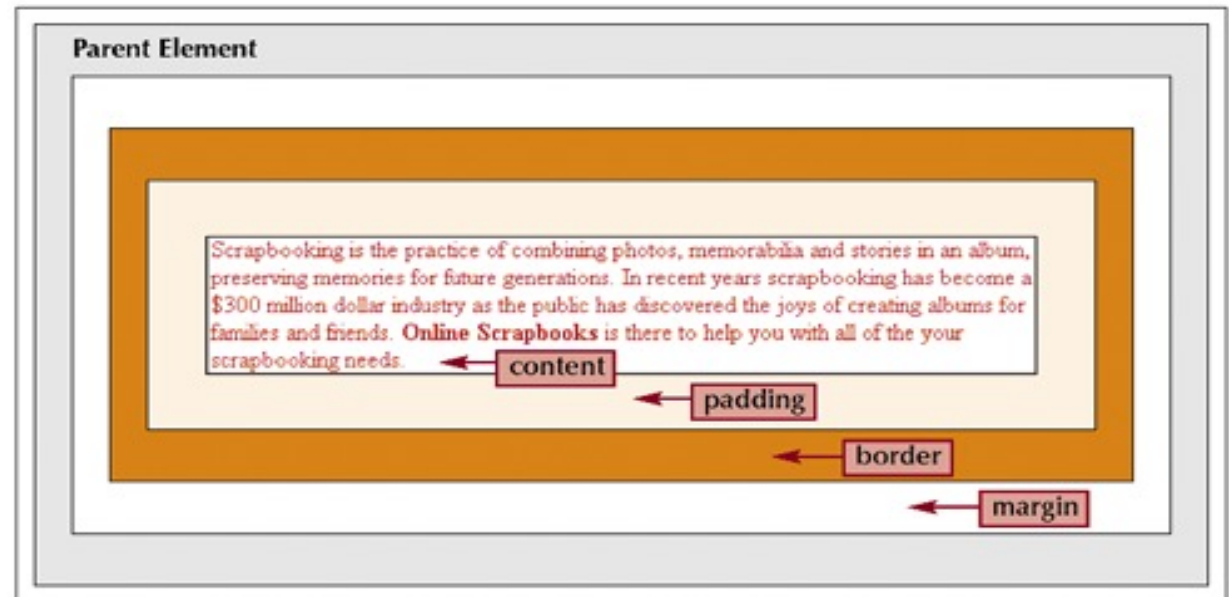 Parent Element
Scrapbooking is the practice of combining photos, memorabilia and stories in an album,
preserving memories for future generations. In recent years scrapbooking has become a
$300 million dollar industry as the public has discovered the joys of creating albums for
families and friends. Online Scrapbooks is there to help you with all of the your
scrapbooking needs.
content
padding
border
margin